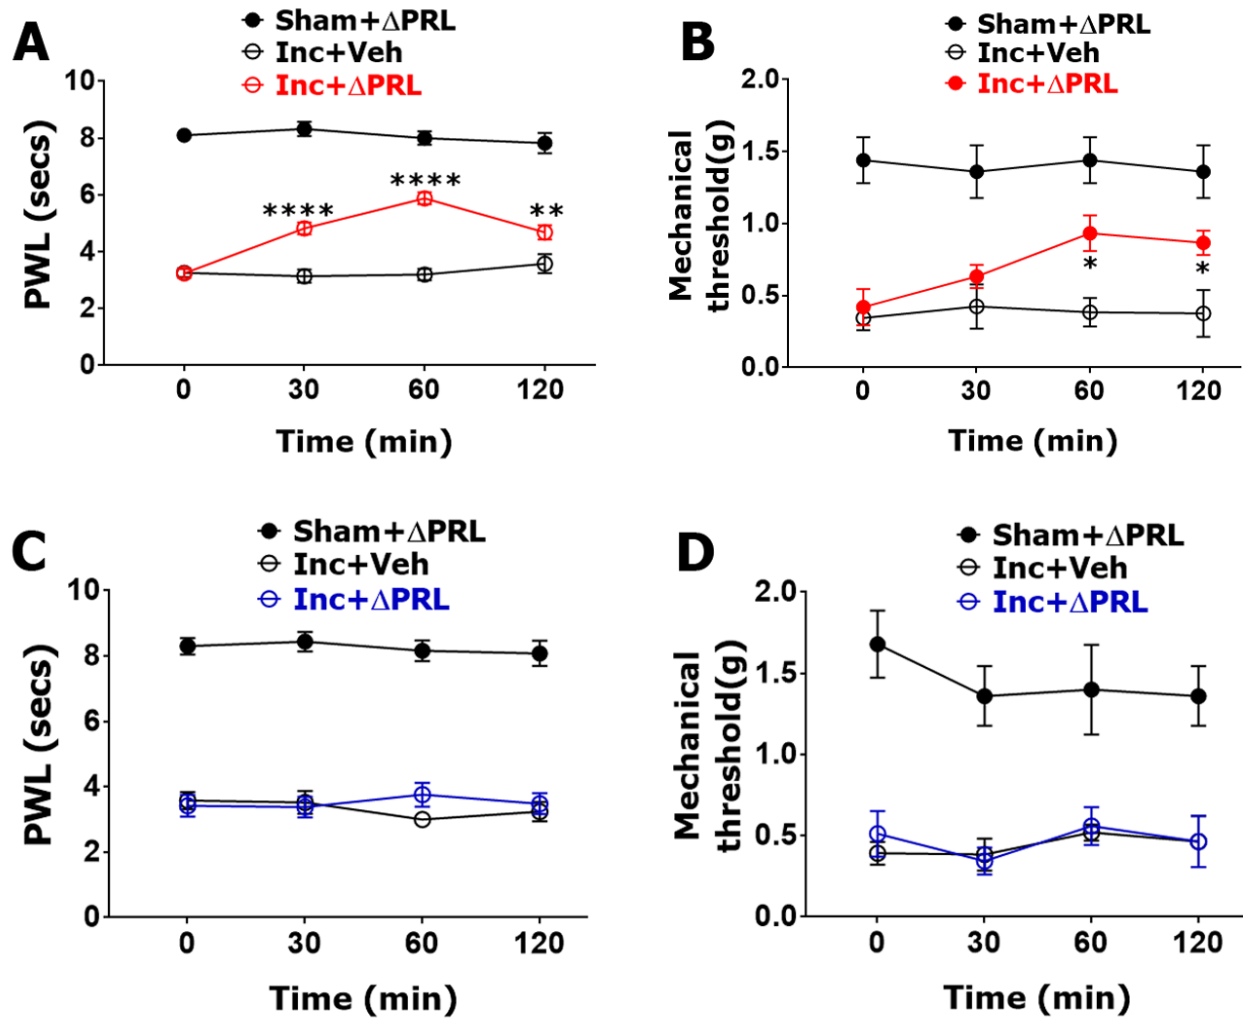 A
Sham+ΔPRL
Inc+Veh
Inc+ΔPRL
PWL (secs)
10
8
6
4
2
0
****
****
**
0 30 60 120
Time (min)
B
Sham+ΔPRL
Inc+Veh
Inc+ΔPRL
Mechanical
threshold(g)
2.0
1.5
1.0
0.5
0.0
*
*
0 30 60 120
Time (min)
C
Sham+ΔPRL
Inc+Veh
Inc+ΔPRL
PWL (secs)
10
8
6
4
2
0
0 30 60 120
Time (min)
D
Sham+ΔPRL
Inc+Veh
Inc+ΔPRL
Mechanical
threshold(g)
2.0
1.5
1.0
0.5
0.0
0 30 60 120
Time (min)